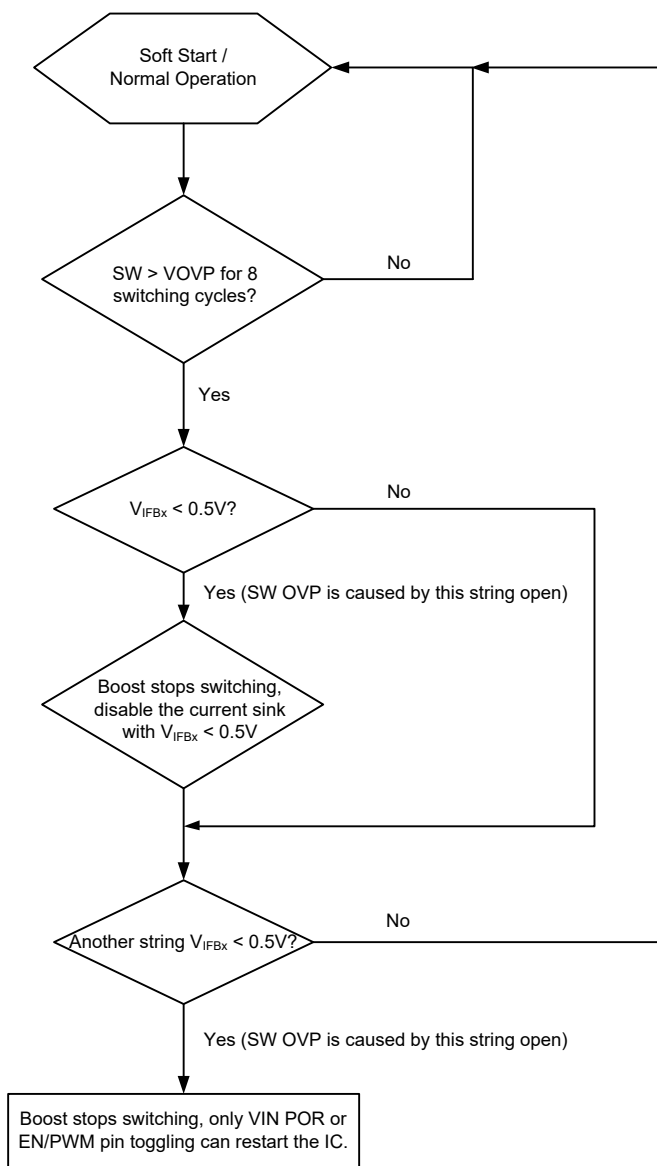 Soft Start /
Normal Operation
SW > VOVP for 8
switching cycles?
No
Yes
V_IFBx < 0.5V?
No
Yes (SW OVP is caused by this string open)
Boost stops switching,
disable the current sink
with V_IFBx < 0.5V
Another string V_IFBx < 0.5V?
No
Yes (SW OVP is caused by this string open)
Boost stops switching, only VIN POR or
EN/PWM pin toggling can restart the IC.